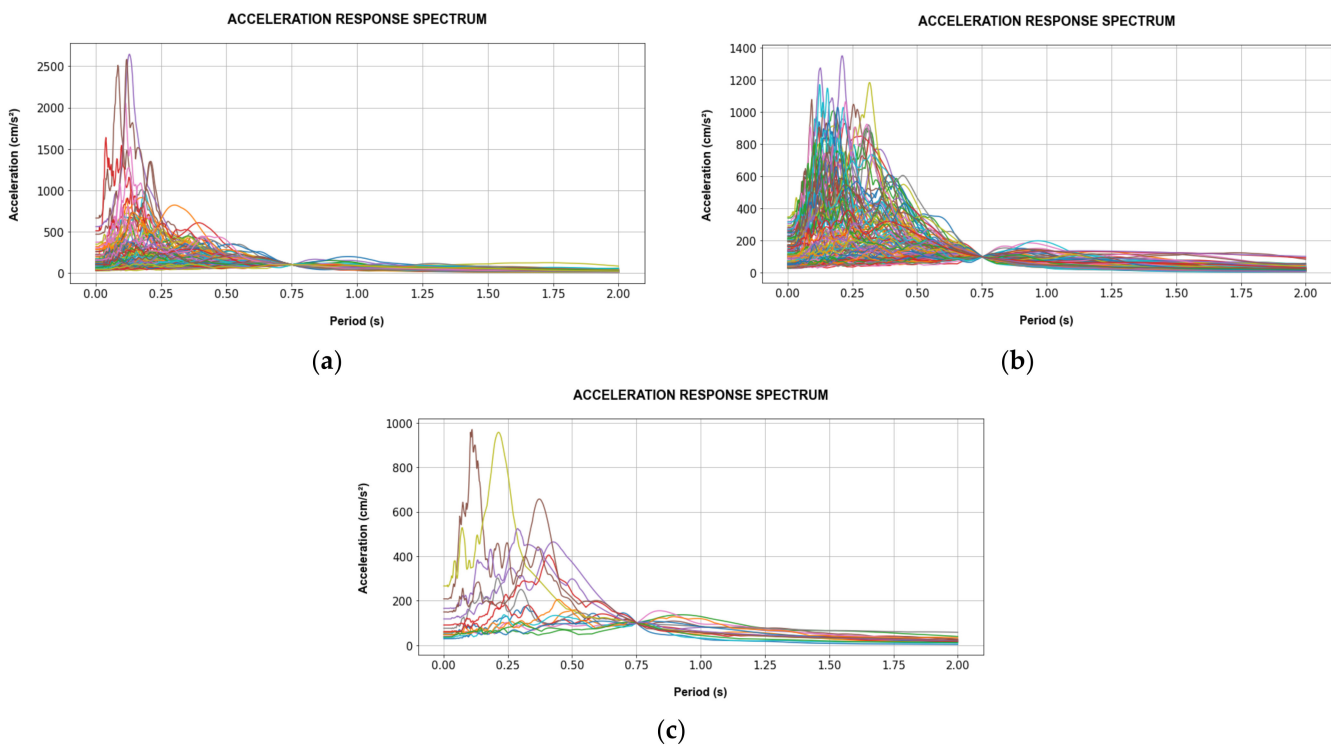 ACCELERATION RESPONSE SPECTRUM
Acceleration (cm/s²)
2500
2000
1500
1000
500
0
0.00 0.25 0.50 0.75 1.00 1.25 1.50 1.75 2.00
Period (s)
(a)
ACCELERATION RESPONSE SPECTRUM
Acceleration (cm/s²)
1400
1200
1000
800
600
400
200
0
0.00 0.25 0.50 0.75 1.00 1.25 1.50 1.75 2.00
Period (s)
(b)
ACCELERATION RESPONSE SPECTRUM
Acceleration (cm/s²)
1000
800
600
400
200
0
0.00 0.25 0.50 0.75 1.00 1.25 1.50 1.75 2.00
Period (s)
(c)